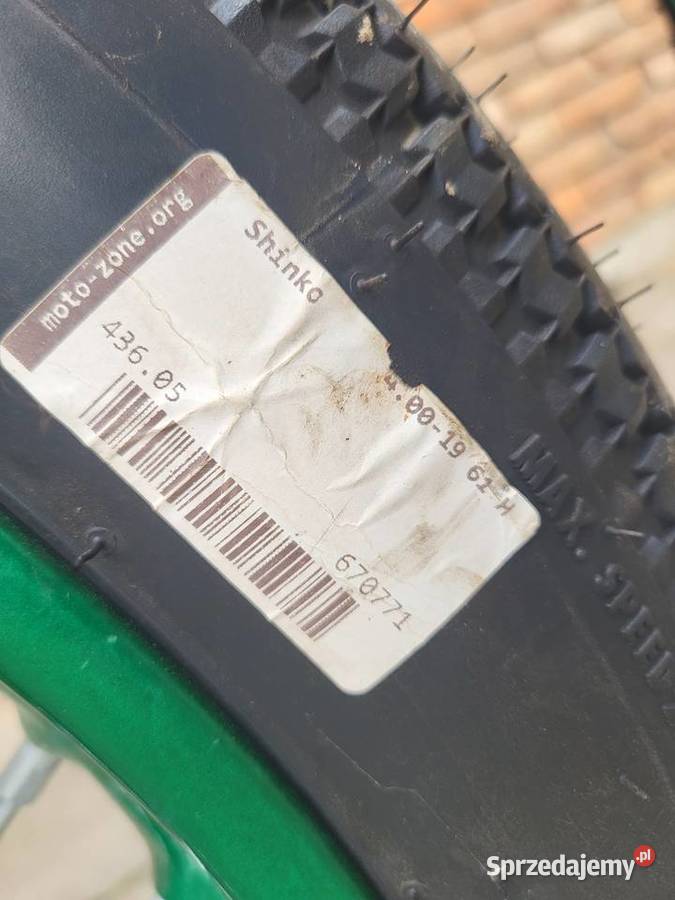 moto-zone.org
Shinko
4.00-19 61-H
436.05
670771
MAX. SPEED
Sprzedajemy.pl